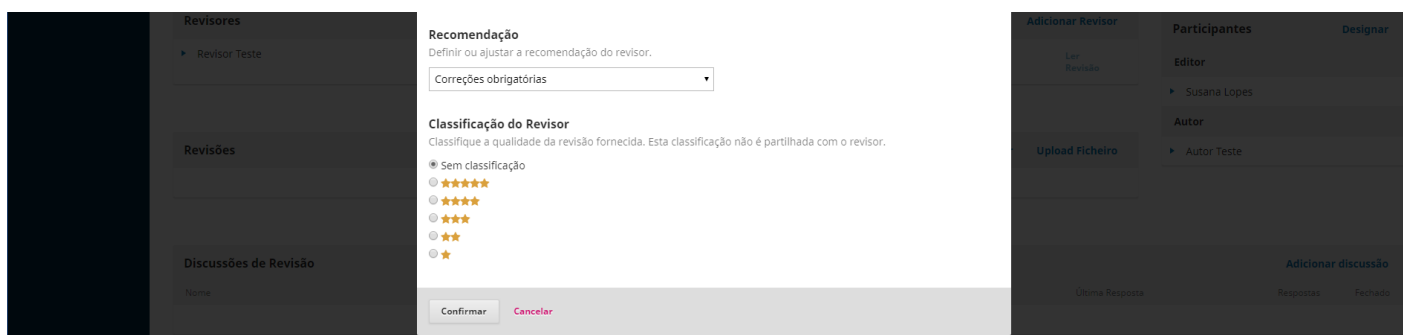 Revisores
Revisor Teste
Adicionar Revisor
Ler
Revisão
Recomendação
Definir ou ajustar a recomendação do revisor.
Correções obrigatórias
Classificação do Revisor
Classifique a qualidade da revisão fornecida. Esta classificação não é partilhada com o revisor.
Sem classificação
Confirmar
Cancelar
Revisões
Upload Ficheiro
Discussões de Revisão
Adicionar discussão
Nome
Última Resposta
Respostas
Fechado
Participantes
Designar
Editor
Susana Lopes
Autor
Autor Teste